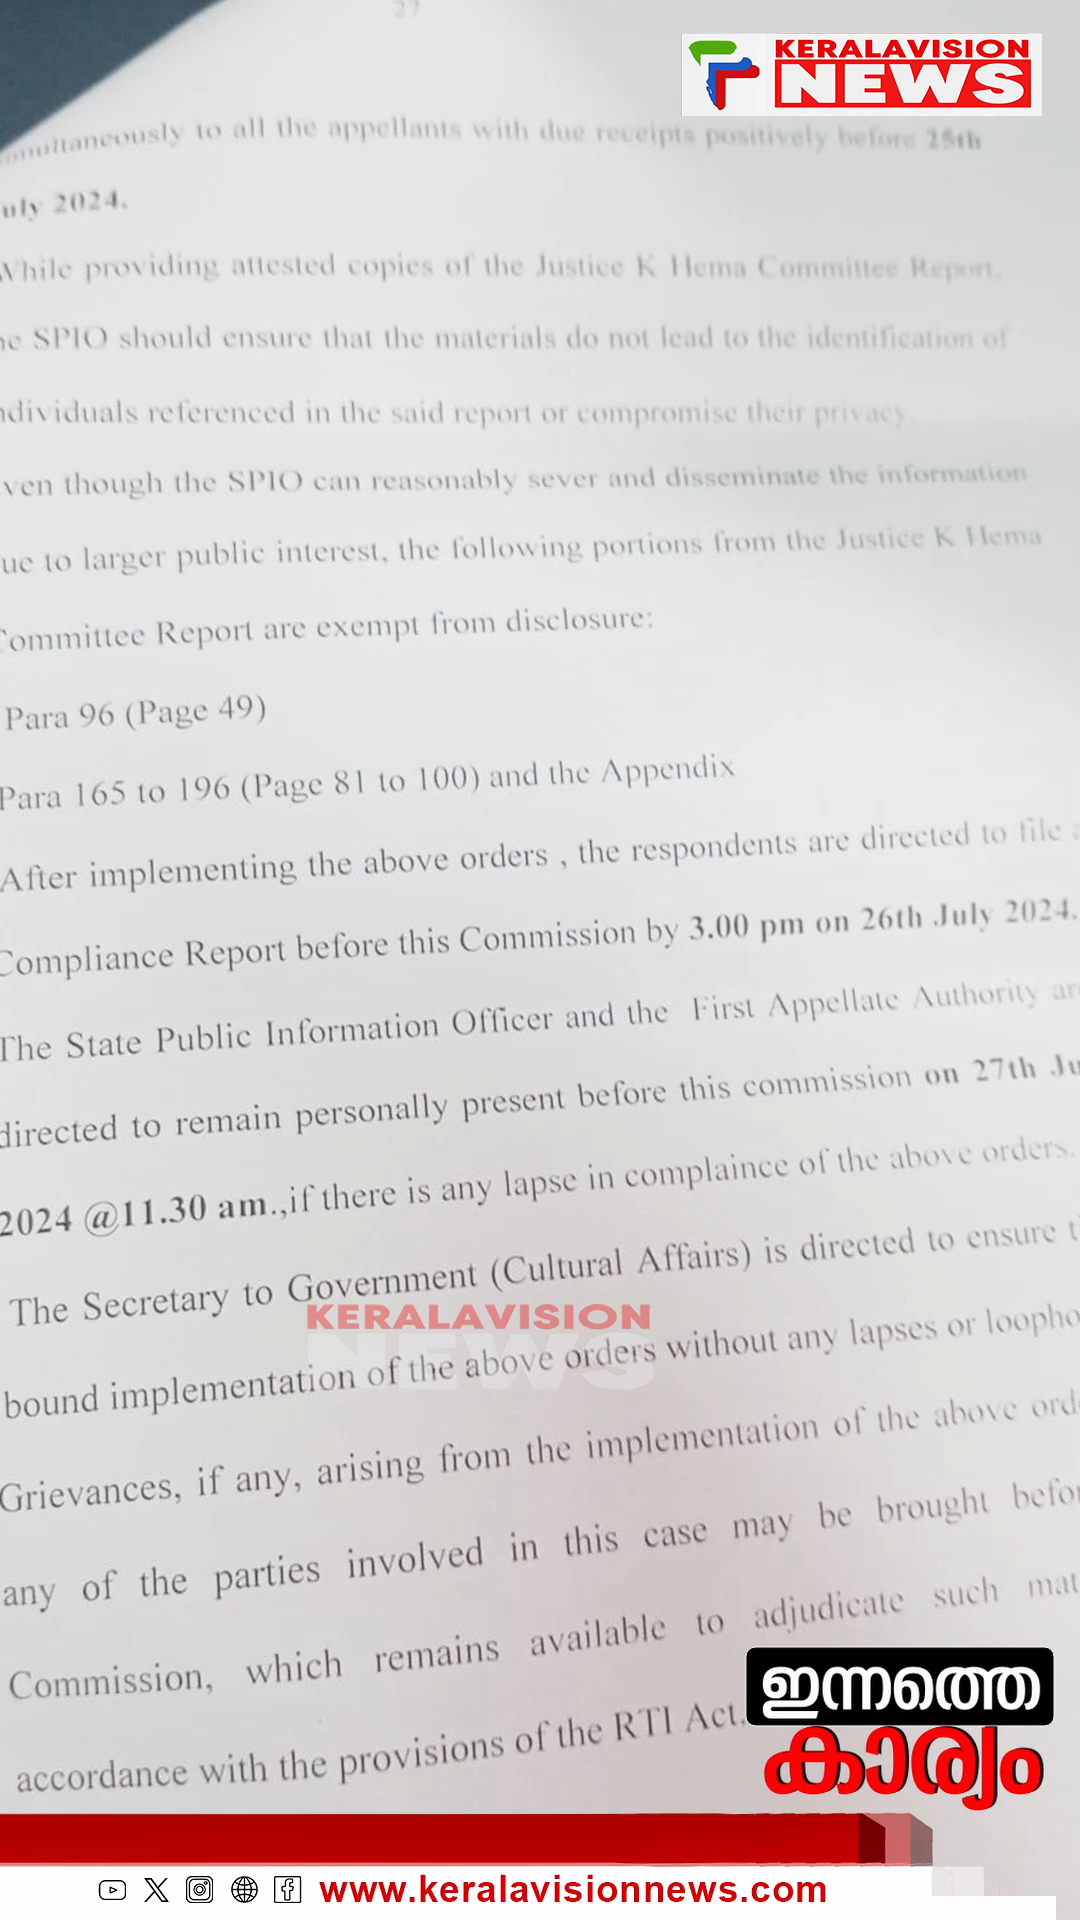 27
KERALAVISION
NEWS
simultaneously to all the appellants with due receipts positively before 25th
uly 2024.
While providing attested copies of the Justice K Hema Committee Report,
he SPIO should ensure that the materials do not lead to the identification of
ndividuals referenced in the said report or compromise their privacy.
ven though the SPIO can reasonably sever and disseminate the information
ue to larger public interest, the following portions from the Justice K Hema
Committee Report are exempt from disclosure:
Para 96 (Page 49)
Para 165 to 196 (Page 81 to 100) and the Appendix
After implementing the above orders , the respondents are directed to file a
Compliance Report before this Commission by 3.00 pm on 26th July 2024.
The State Public Information Officer and the First Appellate Authority ar
directed to remain personally present before this commission on 27th Ju
2024 @11.30 am.,if there is any lapse in complaince of the above orders.
The Secretary to Government (Cultural Affairs) is directed to ensure t
KERALAVISION
NEWS
bound implementation of the above orders without any lapses or loopho
Grievances, if any, arising from the implementation of the above ord
any of the parties involved in this case may be brought befor
Commission, which remains available to adjudicate such mat
accordance with the provisions of the RTI Act.
ഇന്നത്തെ
കാര്യം
www.keralavisionnews.com